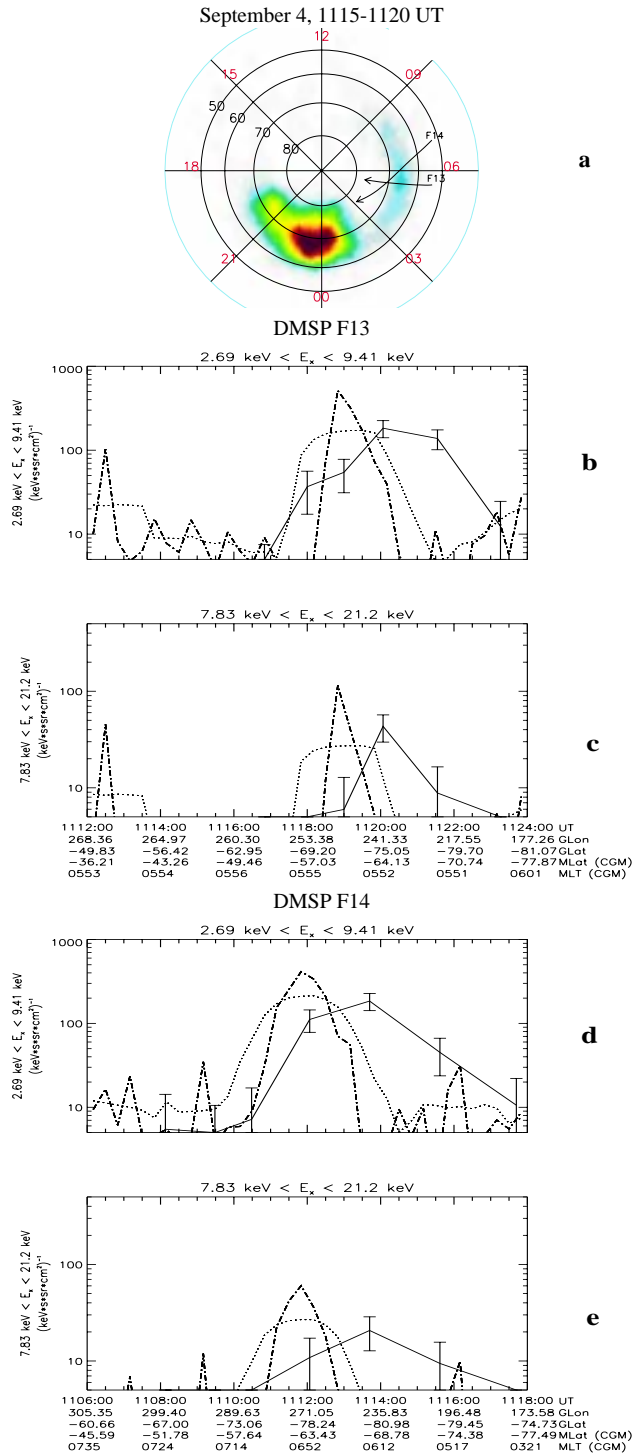 September 4, 1115-1120 UT
12
15
09
50
60
70
80
F14
18
06
F13
a
21
03
00
DMSP F13
2.69 keV < Eₓ < 9.41 keV
1000
100
10
2.69 keV < Eₓ < 9.41 keV
(keV*s*sr*cm²)⁻¹
b
7.83 keV < Eₓ < 21.2 keV
100
10
7.83 keV < Eₓ < 21.2 keV
(keV*s*sr*cm²)⁻¹
c
1112:00 1114:00 1116:00 1118:00 1120:00 1122:00 1124:00 UT
268.36 264.97 260.30 253.38 241.33 217.55 177.26 GLon
-49.83 -56.42 -62.95 -69.20 -75.05 -79.70 -81.07 GLat
-36.21 -43.26 -49.46 -57.03 -64.13 -70.74 -77.87 MLat (CGM)
0553 0554 0556 0555 0552 0551 0601 MLT (CGM)
DMSP F14
2.69 keV < Eₓ < 9.41 keV
1000
100
10
2.69 keV < Eₓ < 9.41 keV
(keV*s*sr*cm²)⁻¹
d
7.83 keV < Eₓ < 21.2 keV
100
10
7.83 keV < Eₓ < 21.2 keV
(keV*s*sr*cm²)⁻¹
e
1106:00 1108:00 1110:00 1112:00 1114:00 1116:00 1118:00 UT
305.35 299.40 289.63 271.05 235.83 196.48 173.58 GLon
-60.66 -67.00 -73.06 -78.24 -80.98 -79.45 -74.73 GLat
-45.59 -51.78 -57.64 -63.43 -68.78 -74.38 -77.49 MLat (CGM)
0735 0724 0714 0652 0612 0517 0321 MLT (CGM)